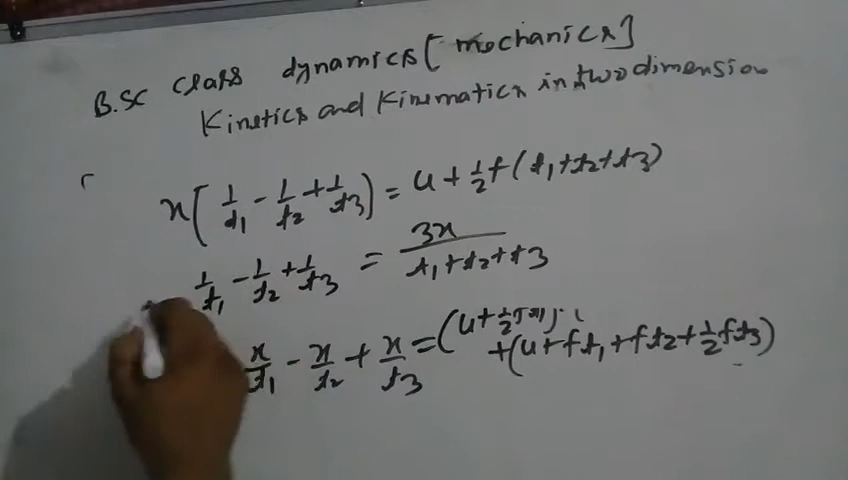 B.SC Class dynamics [mechanics]
Kinetics and Kinematics in two dimension
x[1/t1 - 1/t2 + 1/t3] = u + 1/2 f(t1+t2+t3)
1/t1 - 1/t2 + 1/t3 = 3x/(t1+t2+t3)
x/t1 - x/t2 + x/t3 = (u + 1/2
+(u + ft1 + ft2 + 1/2 ft3)